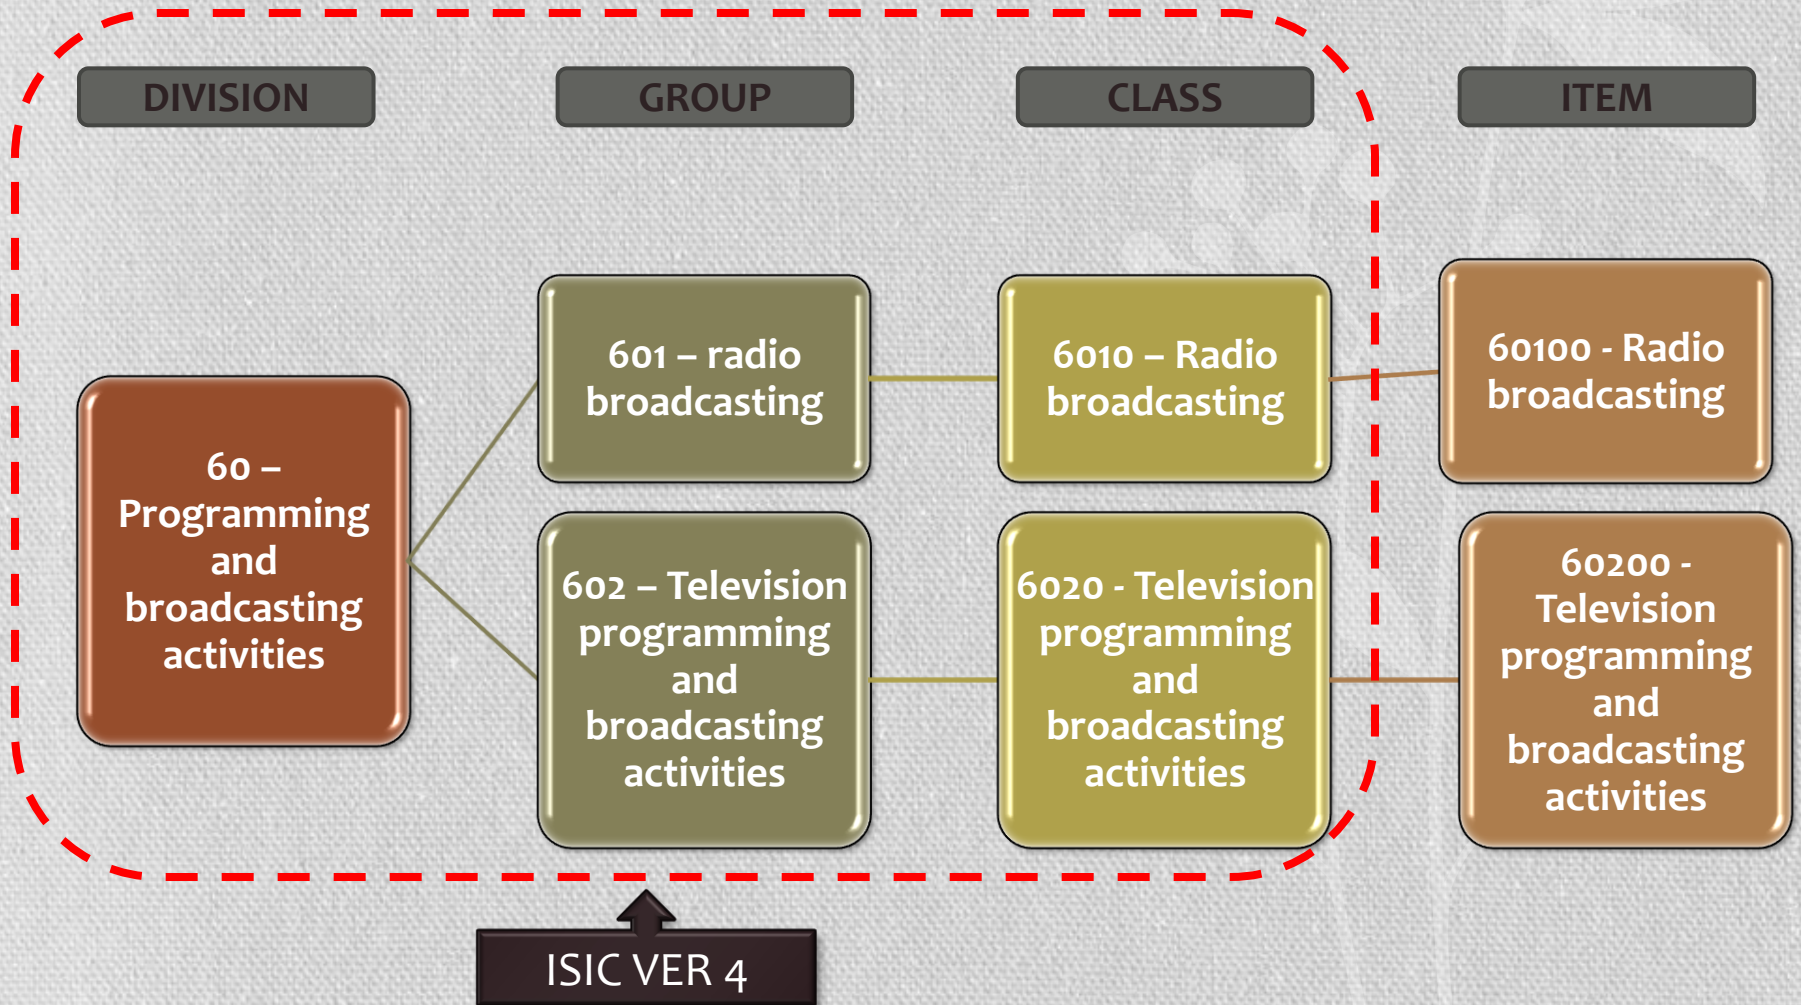 DIVISION
GROUP
CLASS
ITEM
60 –
Programming
and
broadcasting
activities
601 – radio
broadcasting
6010 – Radio
broadcasting
60100 - Radio
broadcasting
602 – Television
programming
and
broadcasting
activities
6020 - Television
programming
and
broadcasting
activities
60200 -
Television
programming
and
broadcasting
activities
ISIC VER 4